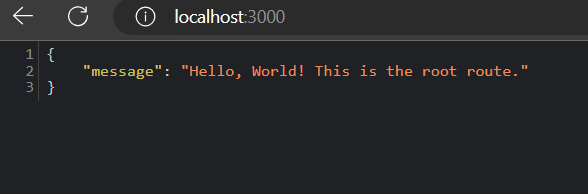 localhost:3000
1 {
2 "message": "Hello, World! This is the root route."
3 }